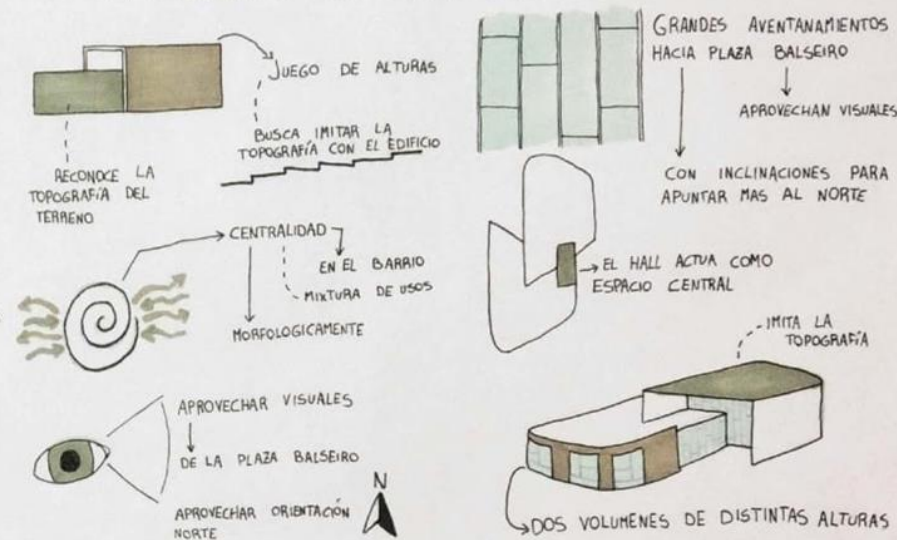 JUEGO DE ALTURAS
BUSCA IMITAR LA
TOPOGRAFÍA CON EL EDIFICIO
RECONOCE LA
TOPOGRAFÍA DEL
TERRENO
CENTRALIDAD
EN EL BARRIO
MIXTURA DE USOS
MORFOLOGICAMENTE
APROVECHAR VISUALES
DE LA PLAZA BALSEIRO
APROVECHAR ORIENTACIÓN
NORTE
N
GRANDES AVENTANAMIENTOS
HACIA PLAZA BALSEIRO
APROVECHAN VISUALES
CON INCLINACIONES PARA
APUNTAR MAS AL NORTE
EL HALL ACTUA COMO
ESPACIO CENTRAL
IMITA LA
TOPOGRAFÍA
DOS VOLUMENES DE DISTINTAS ALTURAS